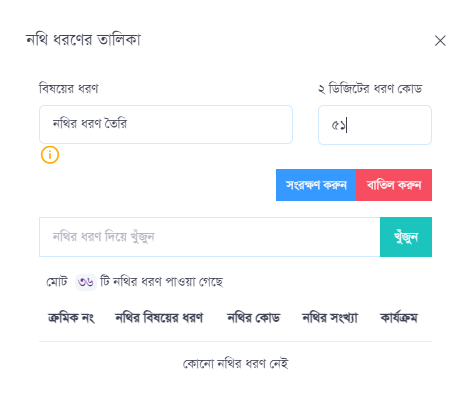 নথি ধরণের তালিকা
বিষয়ের ধরণ
২ ডিজিটের ধরণ কোড
নথির ধরণ তৈরি
৫১
সংরক্ষণ করুন
বাতিল করুন
নথির ধরণ দিয়ে খুঁজুন
খুঁজুন
মোট ৩৬ টি নথির ধরণ পাওয়া গেছে
ক্রমিক নং নথির বিষয়ের ধরণ নথির কোড নথির সংখ্যা কার্যক্রম
কোনো নথির ধরণ নেই